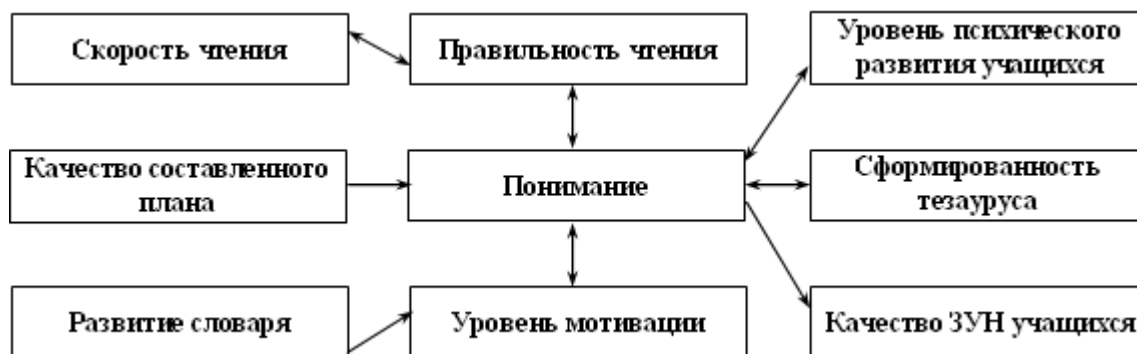 Скорость чтения
Правильность чтения
Уровень психического
развития учащихся
Качество составленного
плана
Понимание
Сформированность
тезауруса
Развитие словаря
Уровень мотивации
Качество ЗУН учащихся